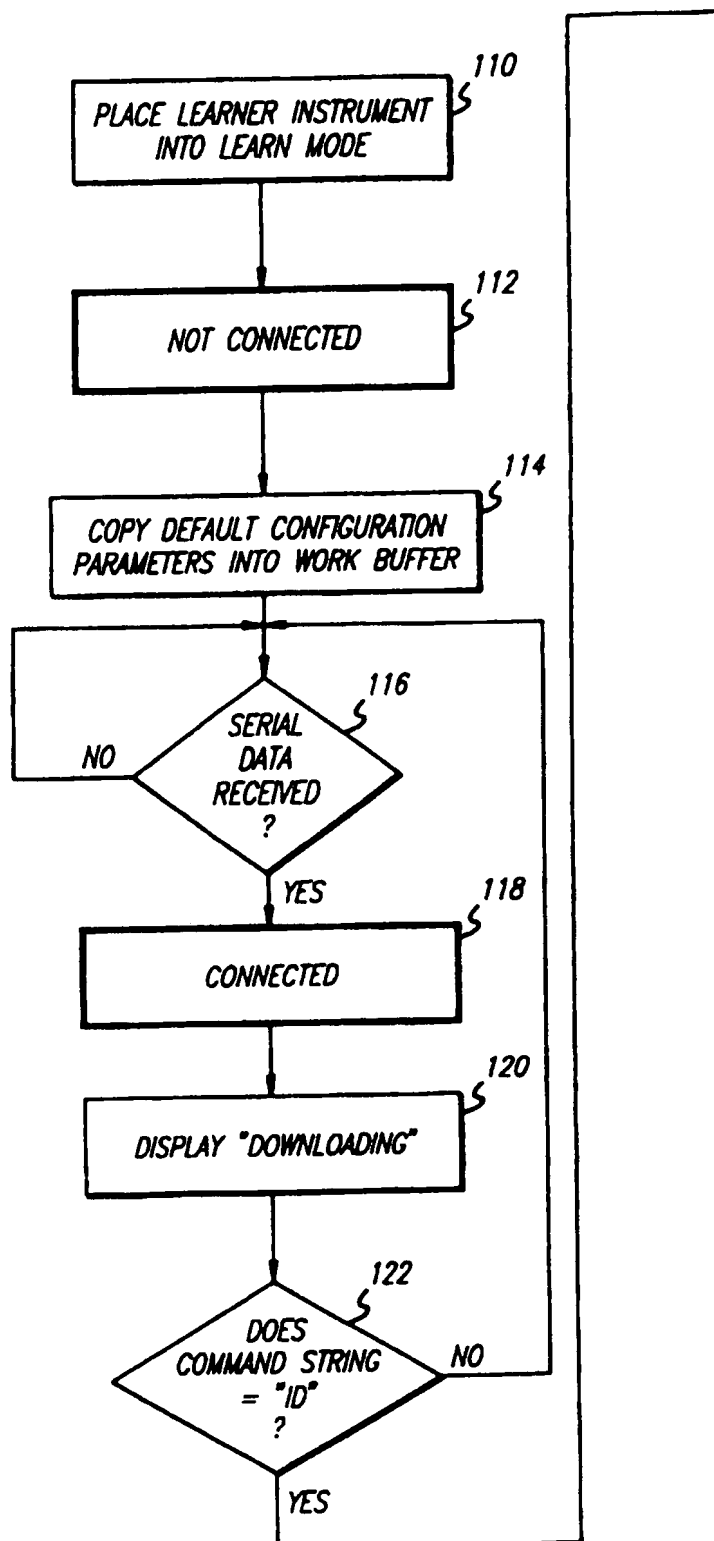 110
PLACE LEARNER INSTRUMENT
INTO LEARN MODE
112
NOT CONNECTED
114
COPY DEFAULT CONFIGURATION
PARAMETERS INTO WORK BUFFER
116
SERIAL
DATA
RECEIVED
?
NO
YES
118
CONNECTED
120
DISPLAY "DOWNLOADING"
122
DOES
COMMAND STRING
= "ID"
?
NO
YES